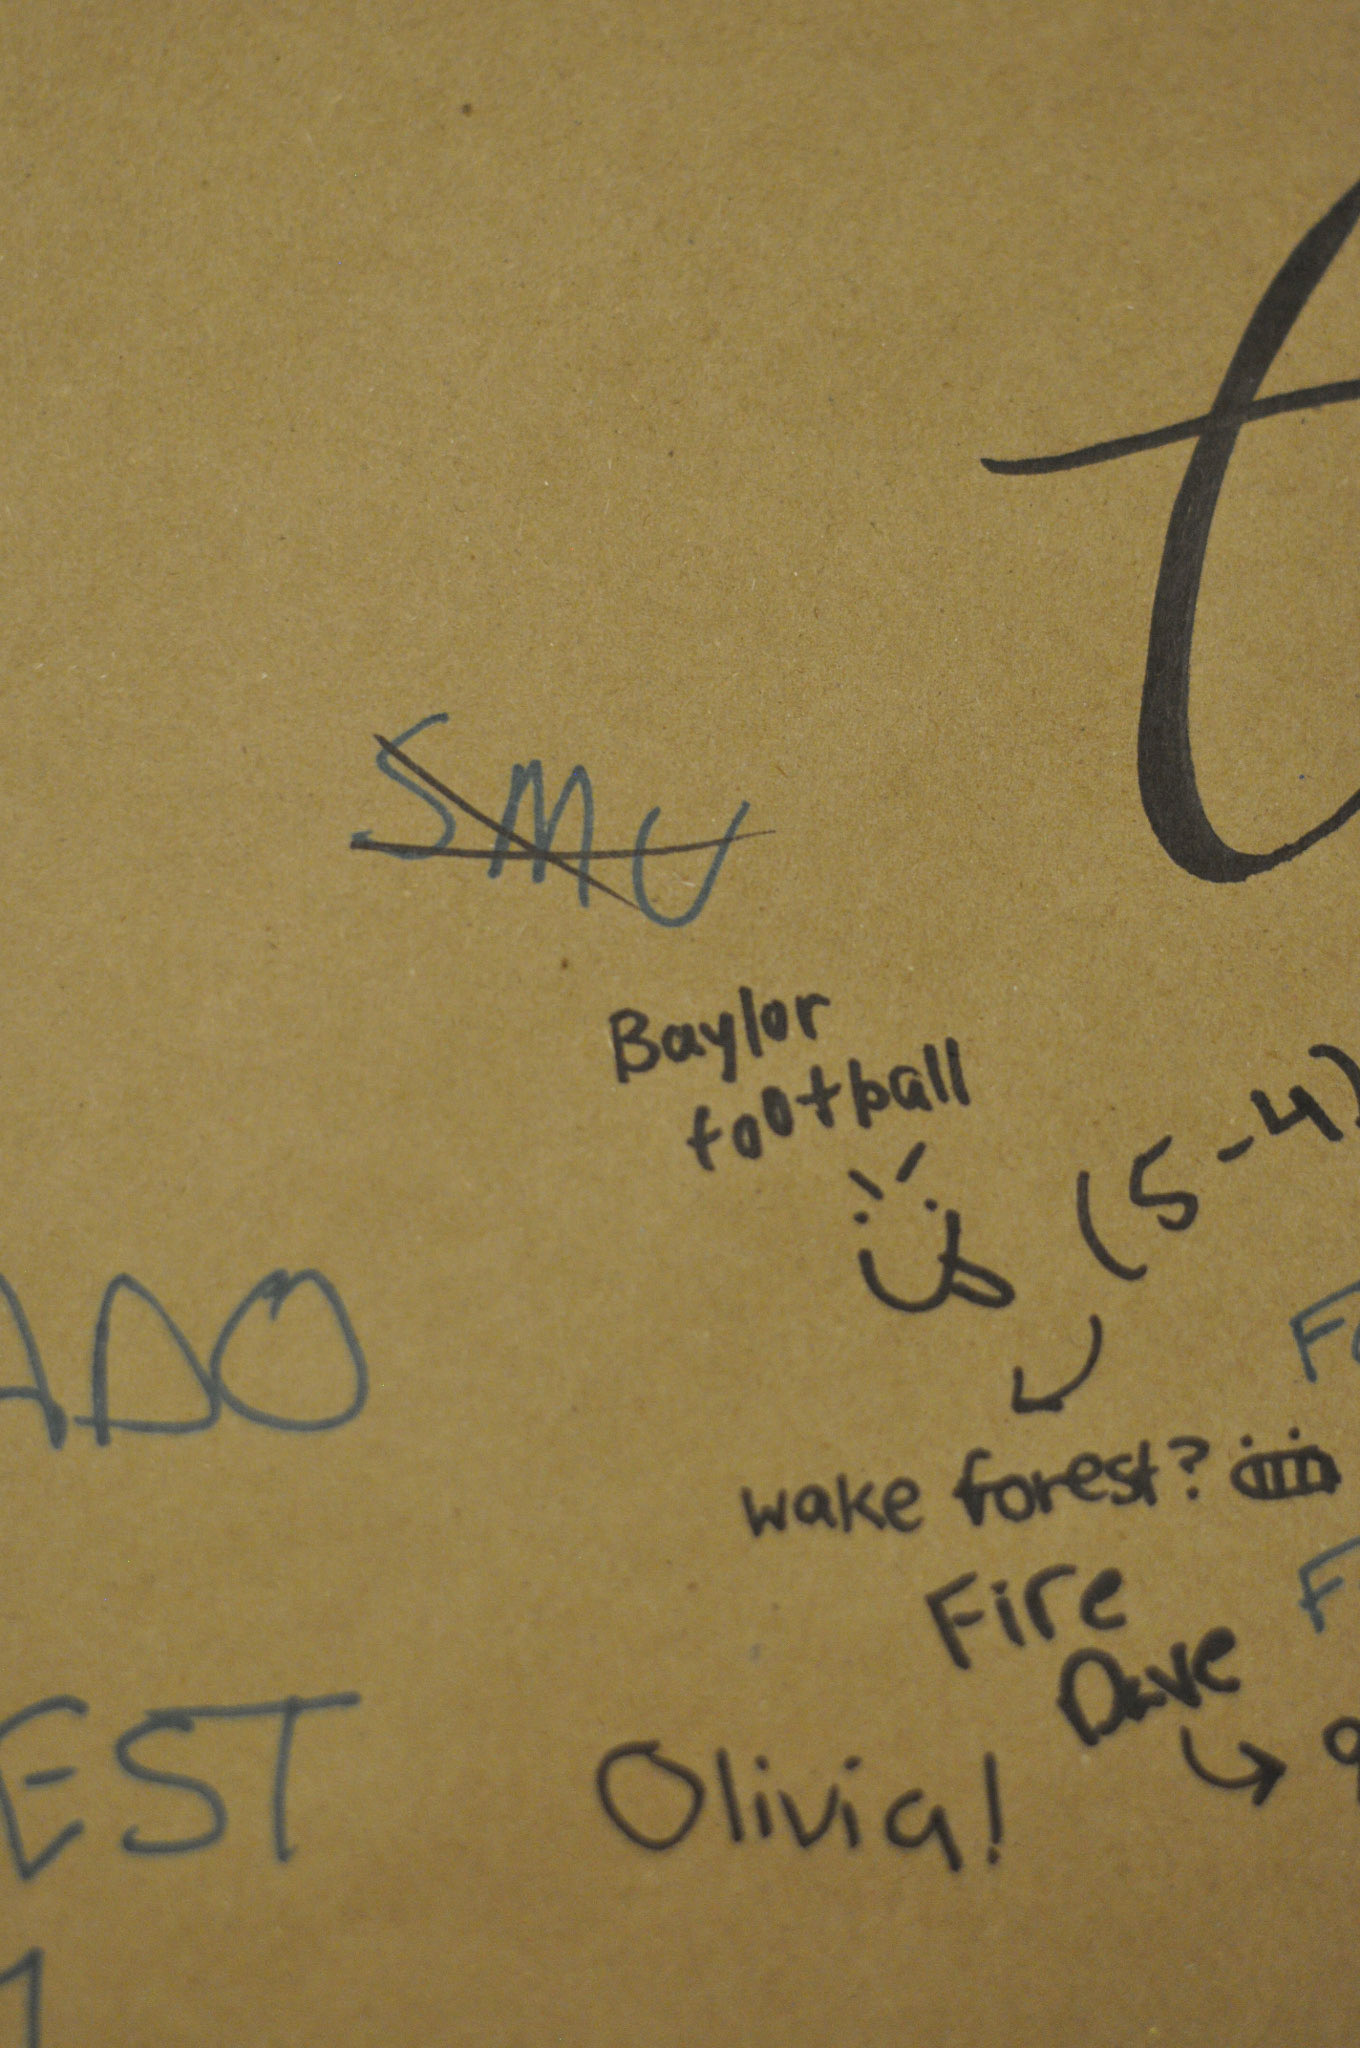 t
SMU
Baylor
football
(5-4)
ADO
wake forest?
Fire
Dave
EST
Olivia!